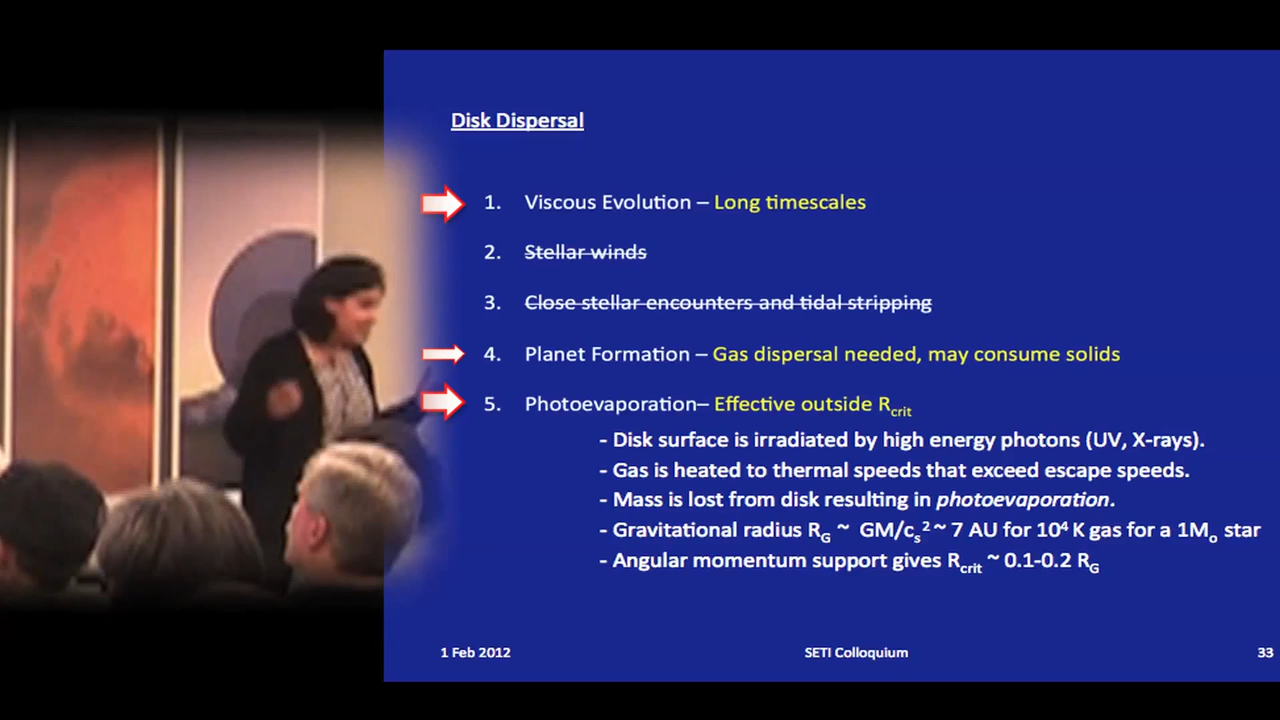 Disk Dispersal
1. Viscous Evolution – Long timescales
2. Stellar winds
3. Close stellar encounters and tidal stripping
4. Planet Formation – Gas dispersal needed, may consume solids
5. Photoevaporation– Effective outside Rcrit
- Disk surface is irradiated by high energy photons (UV, X-rays).
- Gas is heated to thermal speeds that exceed escape speeds.
- Mass is lost from disk resulting in photoevaporation.
- Gravitational radius RG ~ GM/cs² ~ 7 AU for 10⁴ K gas for a 1Mo star
- Angular momentum support gives Rcrit ~ 0.1-0.2 RG
1 Feb 2012 SETI Colloquium 33